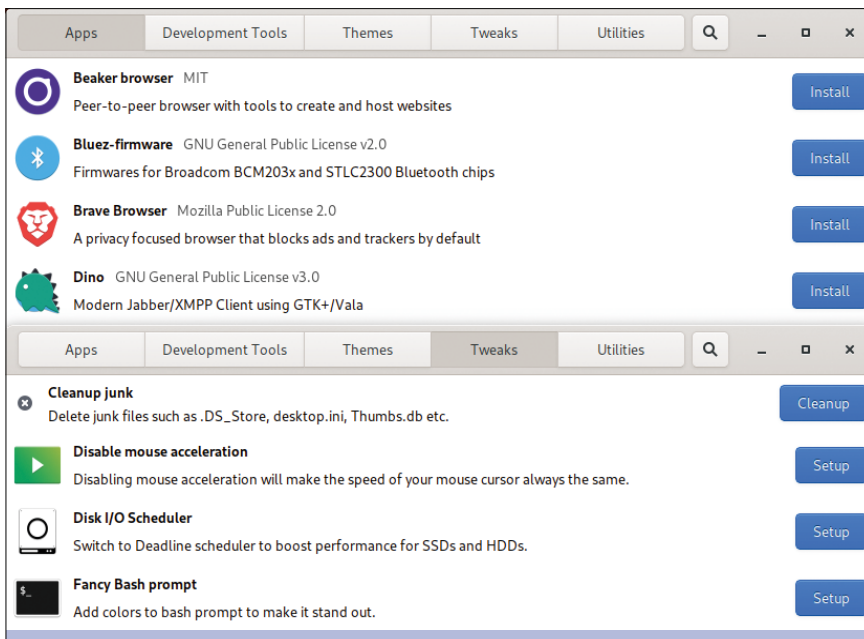 Apps Development Tools Themes Tweaks Utilities
Beaker browser MIT
Peer-to-peer browser with tools to create and host websites
Install
Bluez-firmware GNU General Public License v2.0
Firmwares for Broadcom BCM203x and STLC2300 Bluetooth chips
Install
Brave Browser Mozilla Public License 2.0
A privacy focused browser that blocks ads and trackers by default
Install
Dino GNU General Public License v3.0
Modern Jabber/XMPP Client using GTK+/Vala
Install
Apps Development Tools Themes Tweaks Utilities
Cleanup junk
Delete junk files such as .DS_Store, desktop.ini, Thumbs.db etc.
Cleanup
Disable mouse acceleration
Disabling mouse acceleration will make the speed of your mouse cursor always the same.
Setup
Disk I/O Scheduler
Switch to Deadline scheduler to boost performance for SSDs and HDDs.
Setup
$_
Fancy Bash prompt
Add colors to bash prompt to make it stand out.
Setup